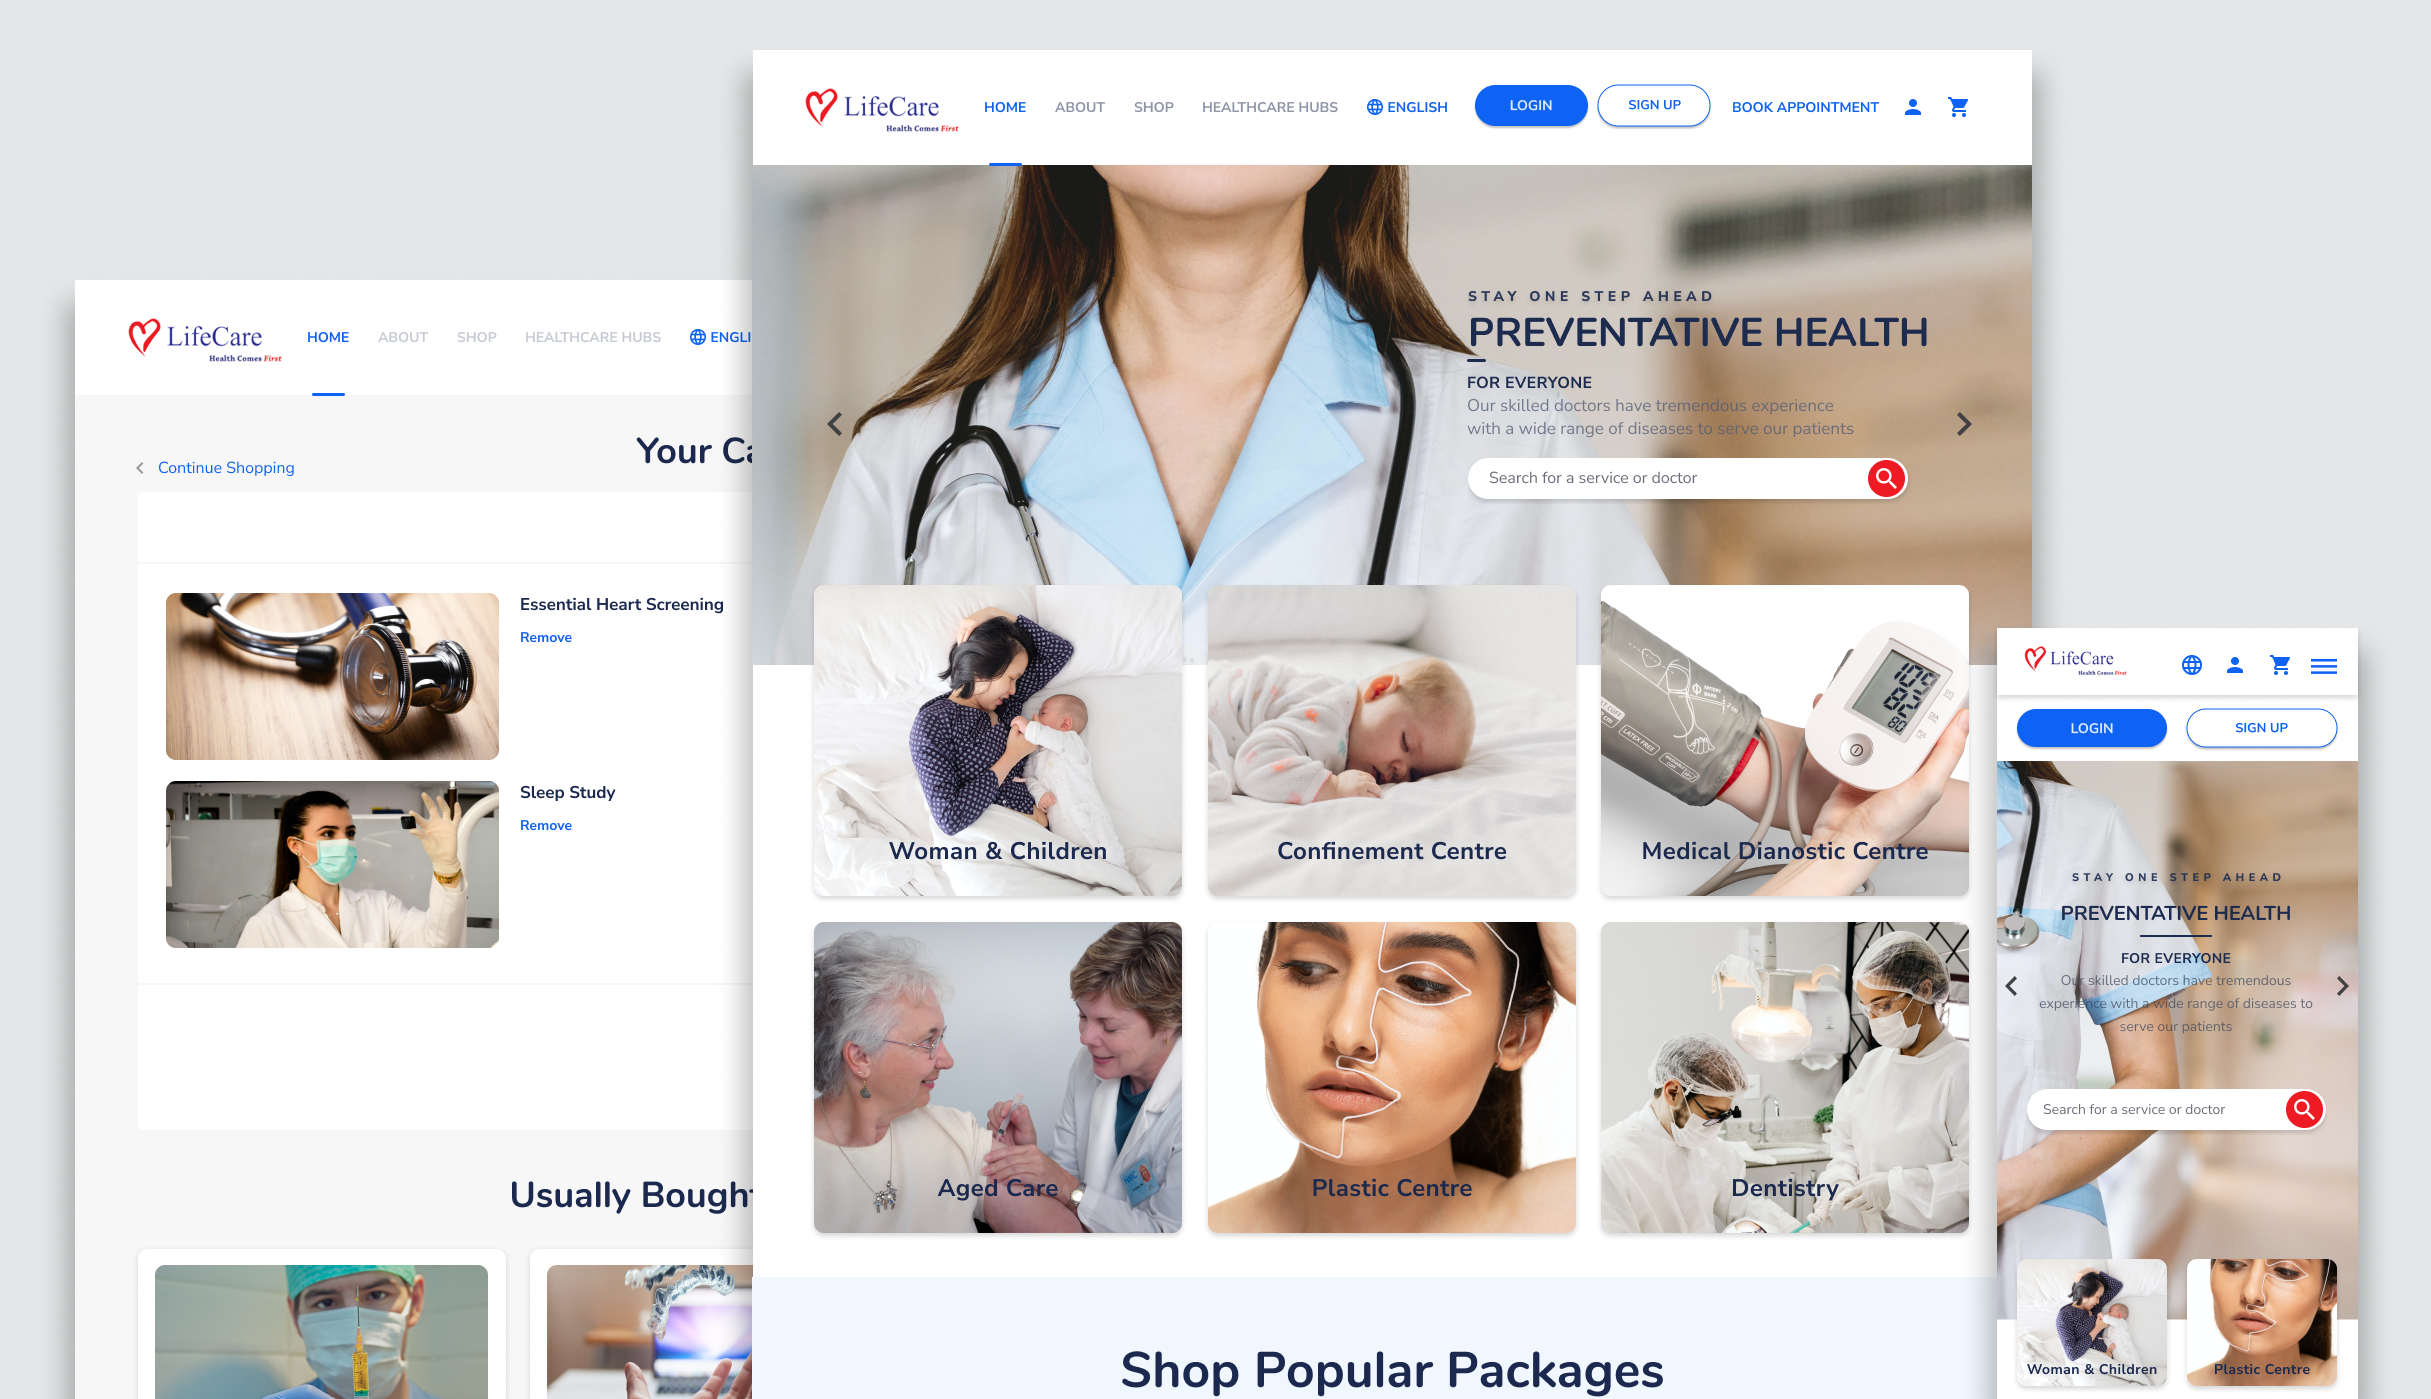 LifeCare
Health Comes First
HOME
ABOUT
SHOP
HEALTHCARE HUBS
ENGLISH
LOGIN
SIGN UP
BOOK APPOINTMENT
STAY ONE STEP AHEAD
PREVENTATIVE HEALTH
FOR EVERYONE
Our skilled doctors have tremendous experience
with a wide range of diseases to serve our patients
Search for a service or doctor
Woman & Children
Confinement Centre
Medical Dianostic Centre
Aged Care
Plastic Centre
Dentistry
Shop Popular Packages
LifeCare
Health Comes First
HOME
ABOUT
SHOP
HEALTHCARE HUBS
ENGLI
Continue Shopping
Your Ca
Essential Heart Screening
Remove
Sleep Study
Remove
Usually Bought
LifeCare
Health Comes First
LOGIN
SIGN UP
STAY ONE STEP AHEAD
PREVENTATIVE HEALTH
FOR EVERYONE
Our skilled doctors have tremendous
experience with a wide range of diseases to
serve our patients
Search for a service or doctor
Woman & Children
Plastic Centre